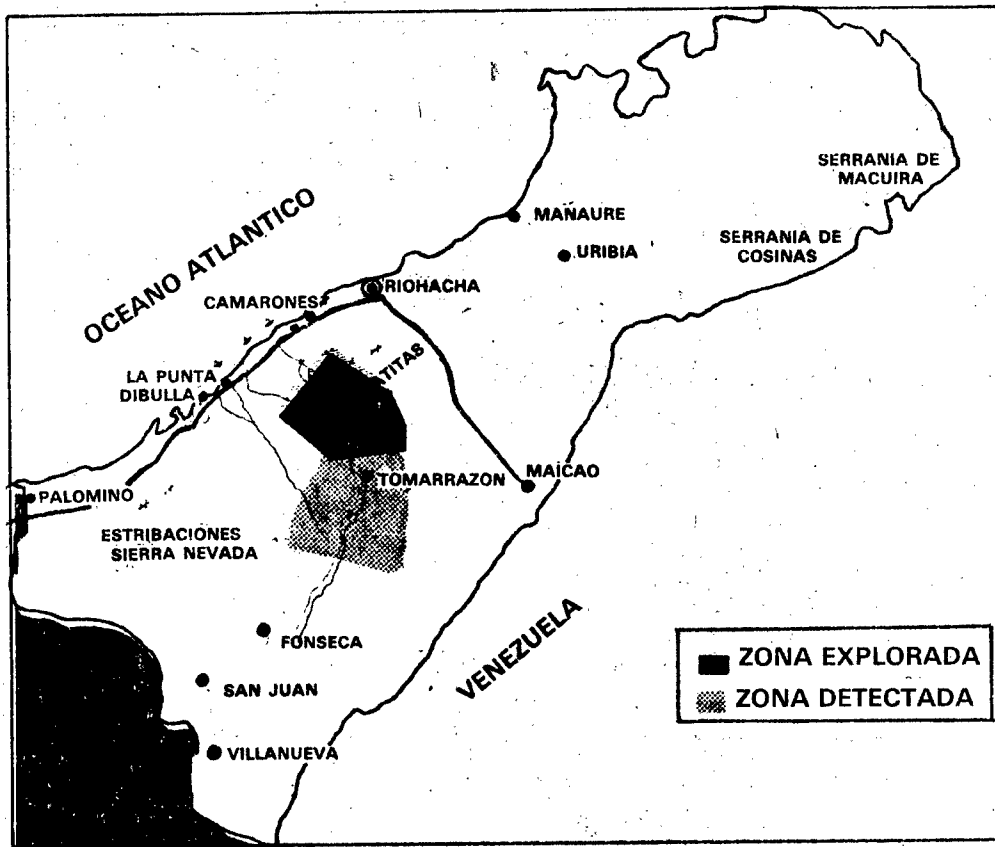 SERRANIA DE
MACUIRA
MANAURE
SERRANIA DE
COSINAS
URIBIA
OCEANO ATLANTICO
RIOHACHA
CAMARONES
LA PUNTA
DIBULLA
TOMARRAZON
MAICAO
PALOMINO
ESTRIBACIONES
SIERRA NEVADA
FONSECA
VENEZUELA
SAN JUAN
VILLANUEVA
ZONA EXPLORADA
ZONA DETECTADA